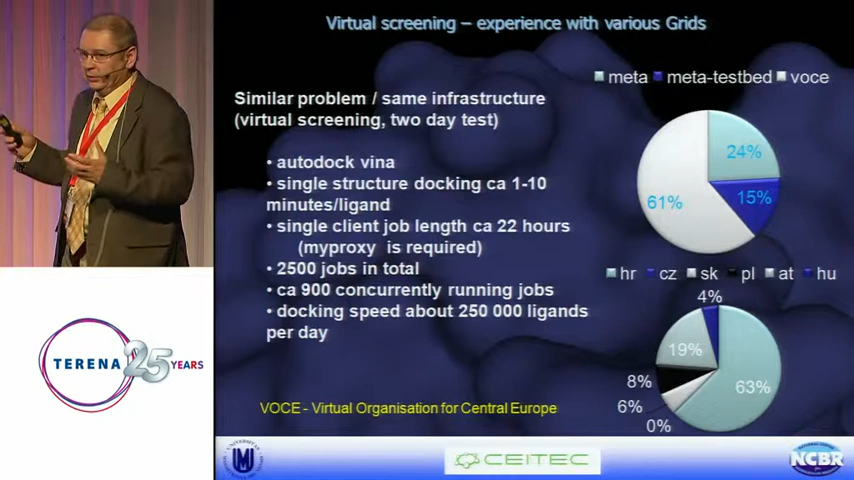 Virtual screening – experience with various Grids
meta meta-testbed voce
Similar problem / same infrastructure
(virtual screening, two day test)
24%
• autodock vina
• single structure docking ca 1-10
minutes/ligand
61%
15%
• single client job length ca 22 hours
(myproxy is required)
• 2500 jobs in total
hr cz sk pl at hu
• ca 900 concurrently running jobs
4%
• docking speed about 250 000 ligands
per day
19%
8%
63%
6%
0%
VOCE - Virtual Organisation for Central Europe
TERENA 25 YEARS
CEITEC
NCBR